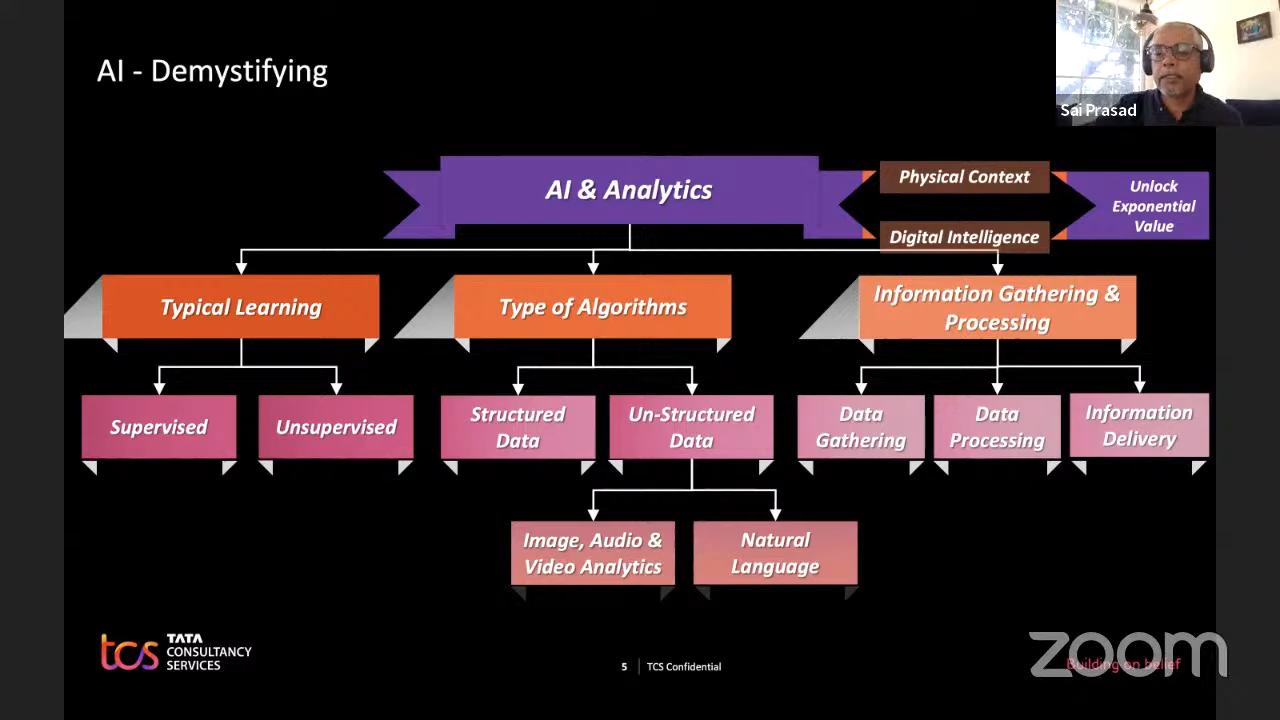 AI - Demystifying
Sai Prasad
AI & Analytics
Physical Context
Digital Intelligence
Unlock
Exponential
Value
Typical Learning
Type of Algorithms
Information Gathering &
Processing
Supervised
Unsupervised
Structured
Data
Un-Structured
Data
Data
Gathering
Data
Processing
Information
Delivery
Image, Audio &
Video Analytics
Natural
Language
tcs
TATA
CONSULTANCY
SERVICES
5
TCS Confidential
Building on belief
zoom